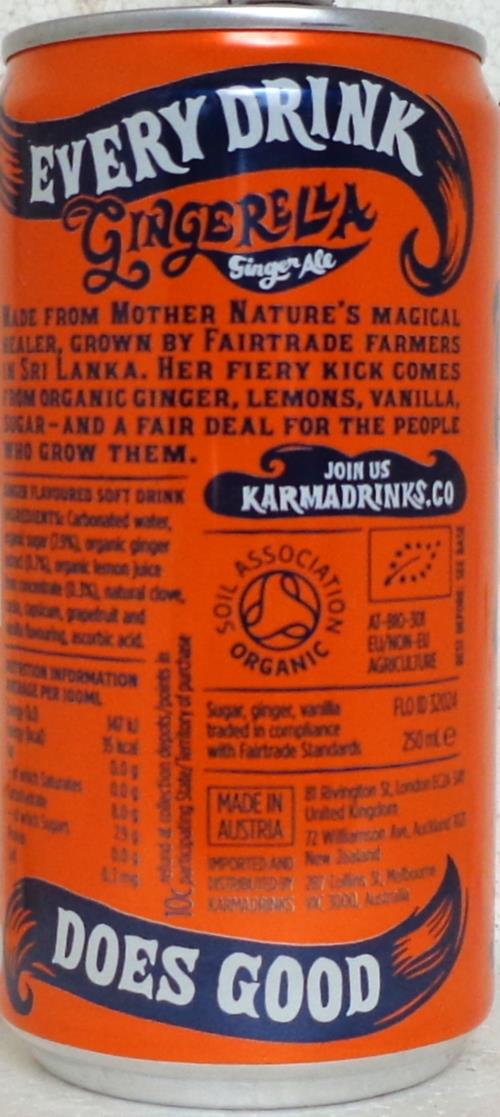 EVERY DRINK
GINGERELLA
Ginger Ale
MADE FROM MOTHER NATURE'S MAGICAL
HEALER, GROWN BY FAIRTRADE FARMERS
IN SRI LANKA. HER FIERY KICK COMES
FROM ORGANIC GINGER, LEMONS, VANILLA,
SUGAR-AND A FAIR DEAL FOR THE PEOPLE
WHO GROW THEM.
JOIN US
KARMADRINKS.CO
GINGER FLAVOURED SOFT DRINK
INGREDIENTS: Carbonated water,
organic sugar (7.9%), organic ginger
extract (0.7%), organic lemon juice
from concentrate (0.3%), natural clove,
capsicum, grapefruit and
vanilla flavouring, ascorbic acid.
NUTRITION INFORMATION
AVERAGE PER 100ML
Energy (kJ) 147 kJ
Energy (kcal) 35 kcal
0.0 g
of which Saturates 0.0 g
Carbohydrate 8.0 g
of which Sugars 7.9 g
Protein 0.0 g
0.3 mg
10c refund at collection depots/points in
participating State/Territory of purchase
SOIL ASSOCIATION
ORGANIC
AT-BIO-301
EU/NON-EU
AGRICULTURE
BEST BEFORE: SEE BASE
Sugar, ginger, vanilla
traded in compliance
with Fairtrade Standards
FLO ID 32024
250 mL e
MADE IN
AUSTRIA
IMPORTED AND
DISTRIBUTED BY
KARMADRINKS
81 Rivington St, London EC2A
United Kingdom
72 Williamson Ave, Auckland
New Zealand
287 Collins St, Melbourne
VIC 3000, Australia
DOES GOOD